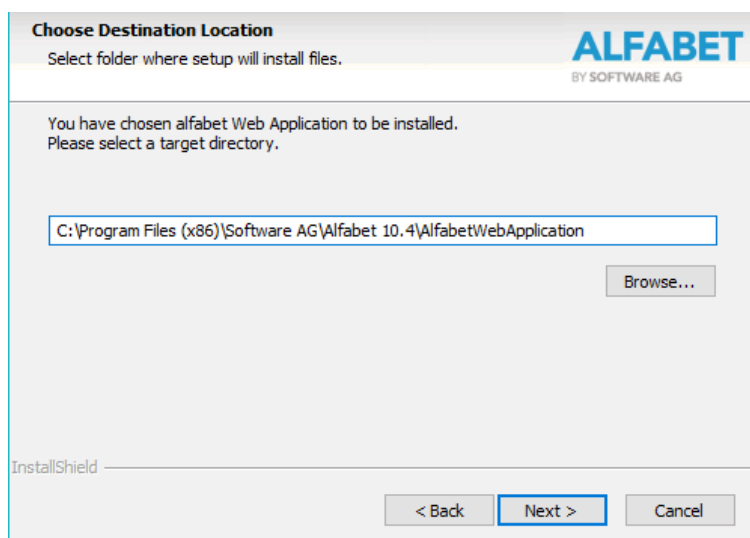 Choose Destination Location
Select folder where setup will install files.
ALFABET
BY SOFTWARE AG
You have chosen alfabet Web Application to be installed.
Please select a target directory.
C:\Program Files (x86)\Software AG\Alfabet 10.4\AlfabetWebApplication
Browse...
InstallShield
< Back
Next >
Cancel